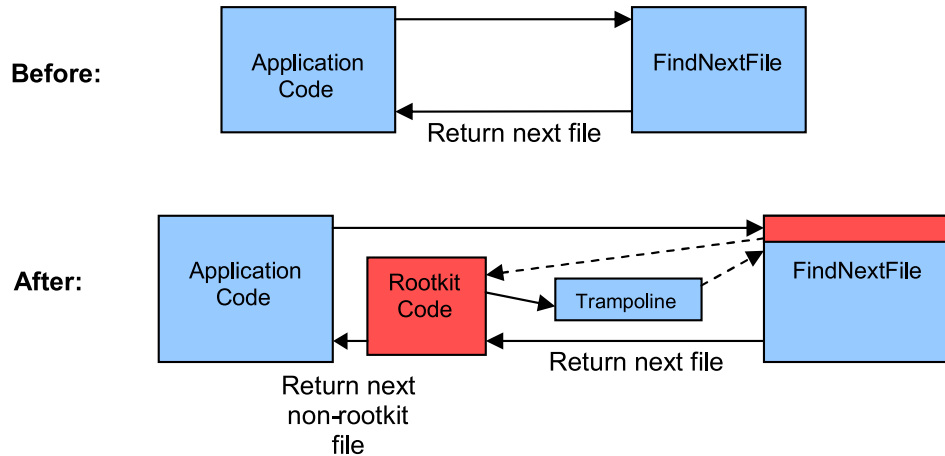 Before:
Application
Code
FindNextFile
Return next file
After:
Application
Code
Rootkit
Code
Trampoline
FindNextFile
Return next file
Return next
non-rootkit
file